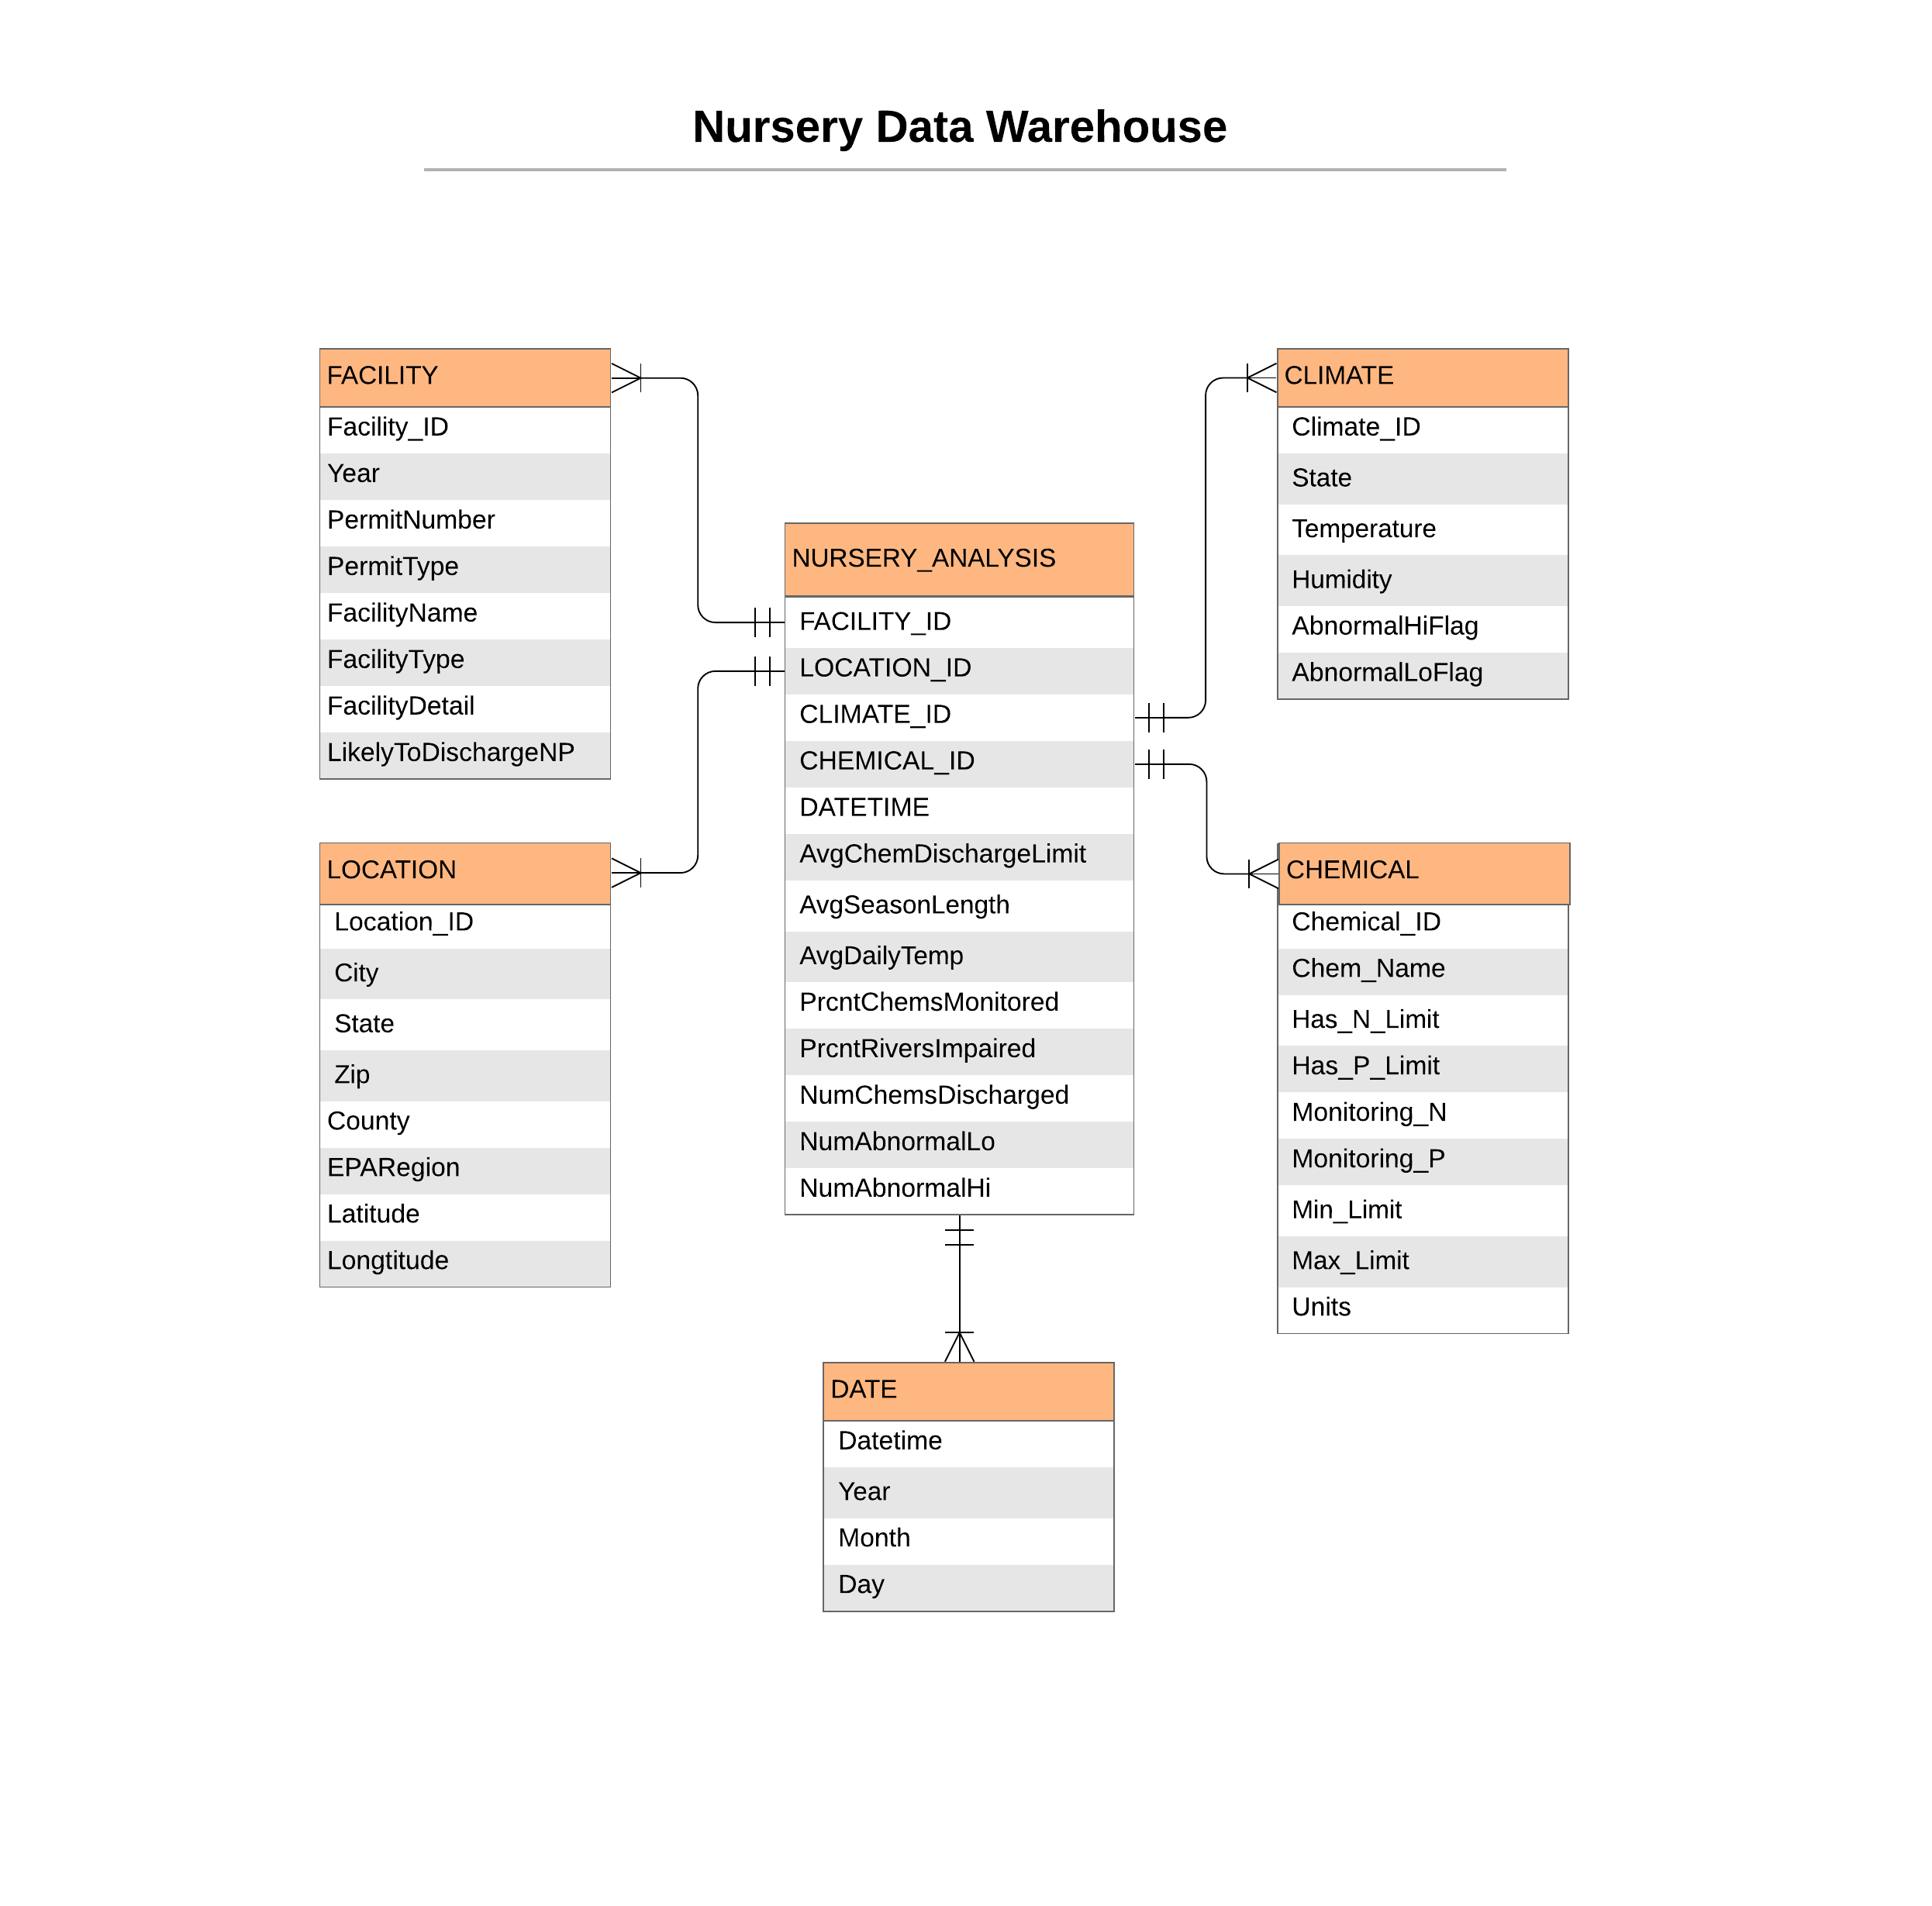 Nursery Data Warehouse
FACILITY
Facility_ID
Year
PermitNumber
PermitType
FacilityName
FacilityType
FacilityDetail
LikelyToDischargeNP
LOCATION
Location_ID
City
State
Zip
County
EPARegion
Latitude
Longtitude
NURSERY_ANALYSIS
FACILITY_ID
LOCATION_ID
CLIMATE_ID
CHEMICAL_ID
DATETIME
AvgChemDischargeLimit
AvgSeasonLength
AvgDailyTemp
PrcntChemsMonitored
PrcntRiversImpaired
NumChemsDischarged
NumAbnormalLo
NumAbnormalHi
DATE
Datetime
Year
Month
Day
CLIMATE
Climate_ID
State
Temperature
Humidity
AbnormalHiFlag
AbnormalLoFlag
CHEMICAL
Chemical_ID
Chem_Name
Has_N_Limit
Has_P_Limit
Monitoring_N
Monitoring_P
Min_Limit
Max_Limit
Units